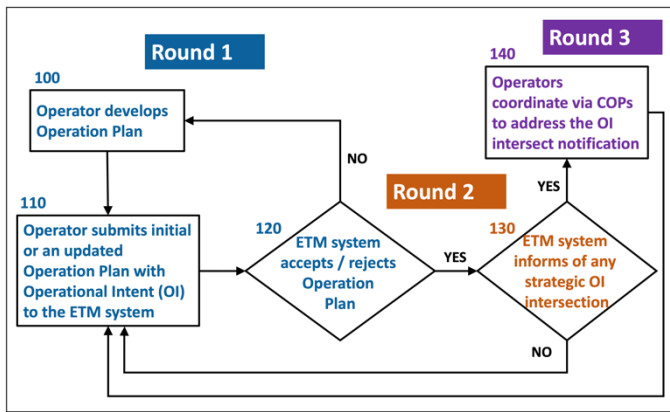 Round 1
100
Operator develops
Operation Plan
110
Operator submits initial
or an updated
Operation Plan with
Operational Intent (OI)
to the ETM system
120
ETM system
accepts / rejects
Operation
Plan
NO
YES
Round 2
130
ETM system
informs of any
strategic OI
intersection
YES
NO
Round 3
140
Operators
coordinate via COPs
to address the OI
intersect notification